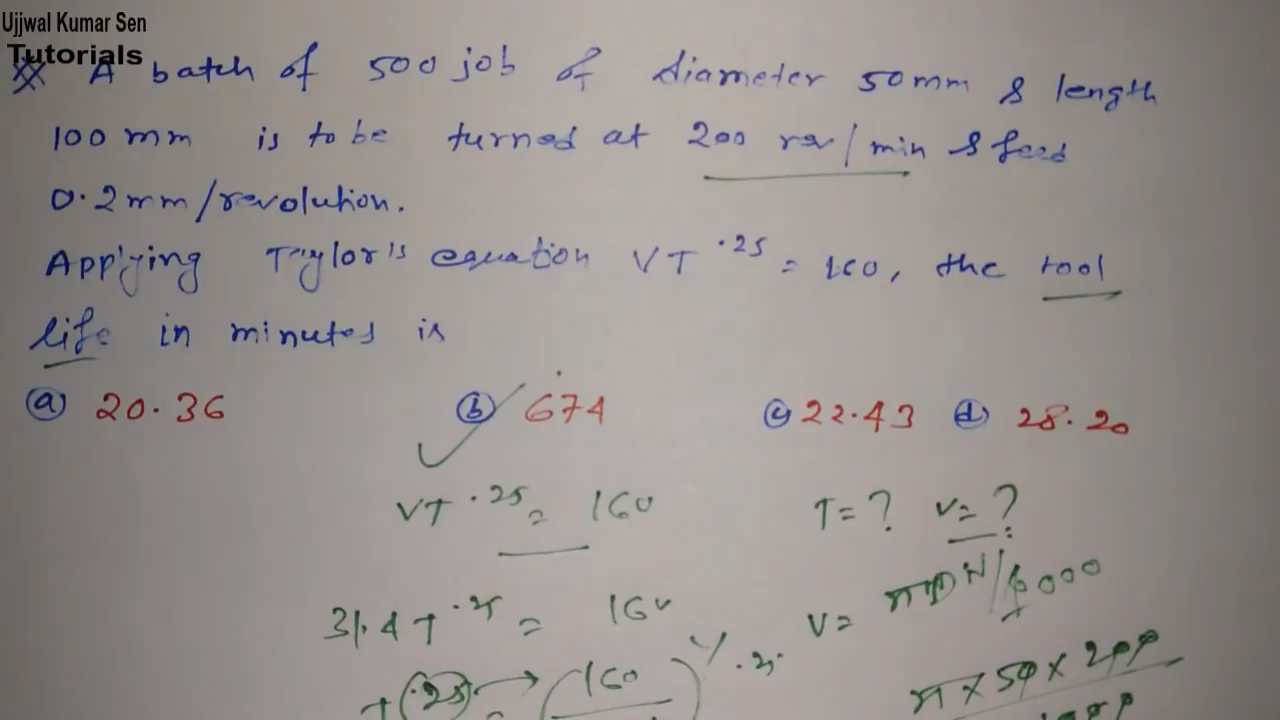 Ujjwal Kumar Sen
Tutorials
A batch of 500 job of diameter 50mm & length
100 mm is to be turned at 200 rev/min & feed
0.2mm/revolution.
Applying Taylor's equation VT^.25 = 160, the tool
life in minutes is
(a) 20.36 (b) 674 (c) 22.43 (d) 28.20
VT^.25 = 160 T=? V=?
V= πDN/1000
31.4 T^.25 = 160
π x 50 x 200
T^(.25) = (160